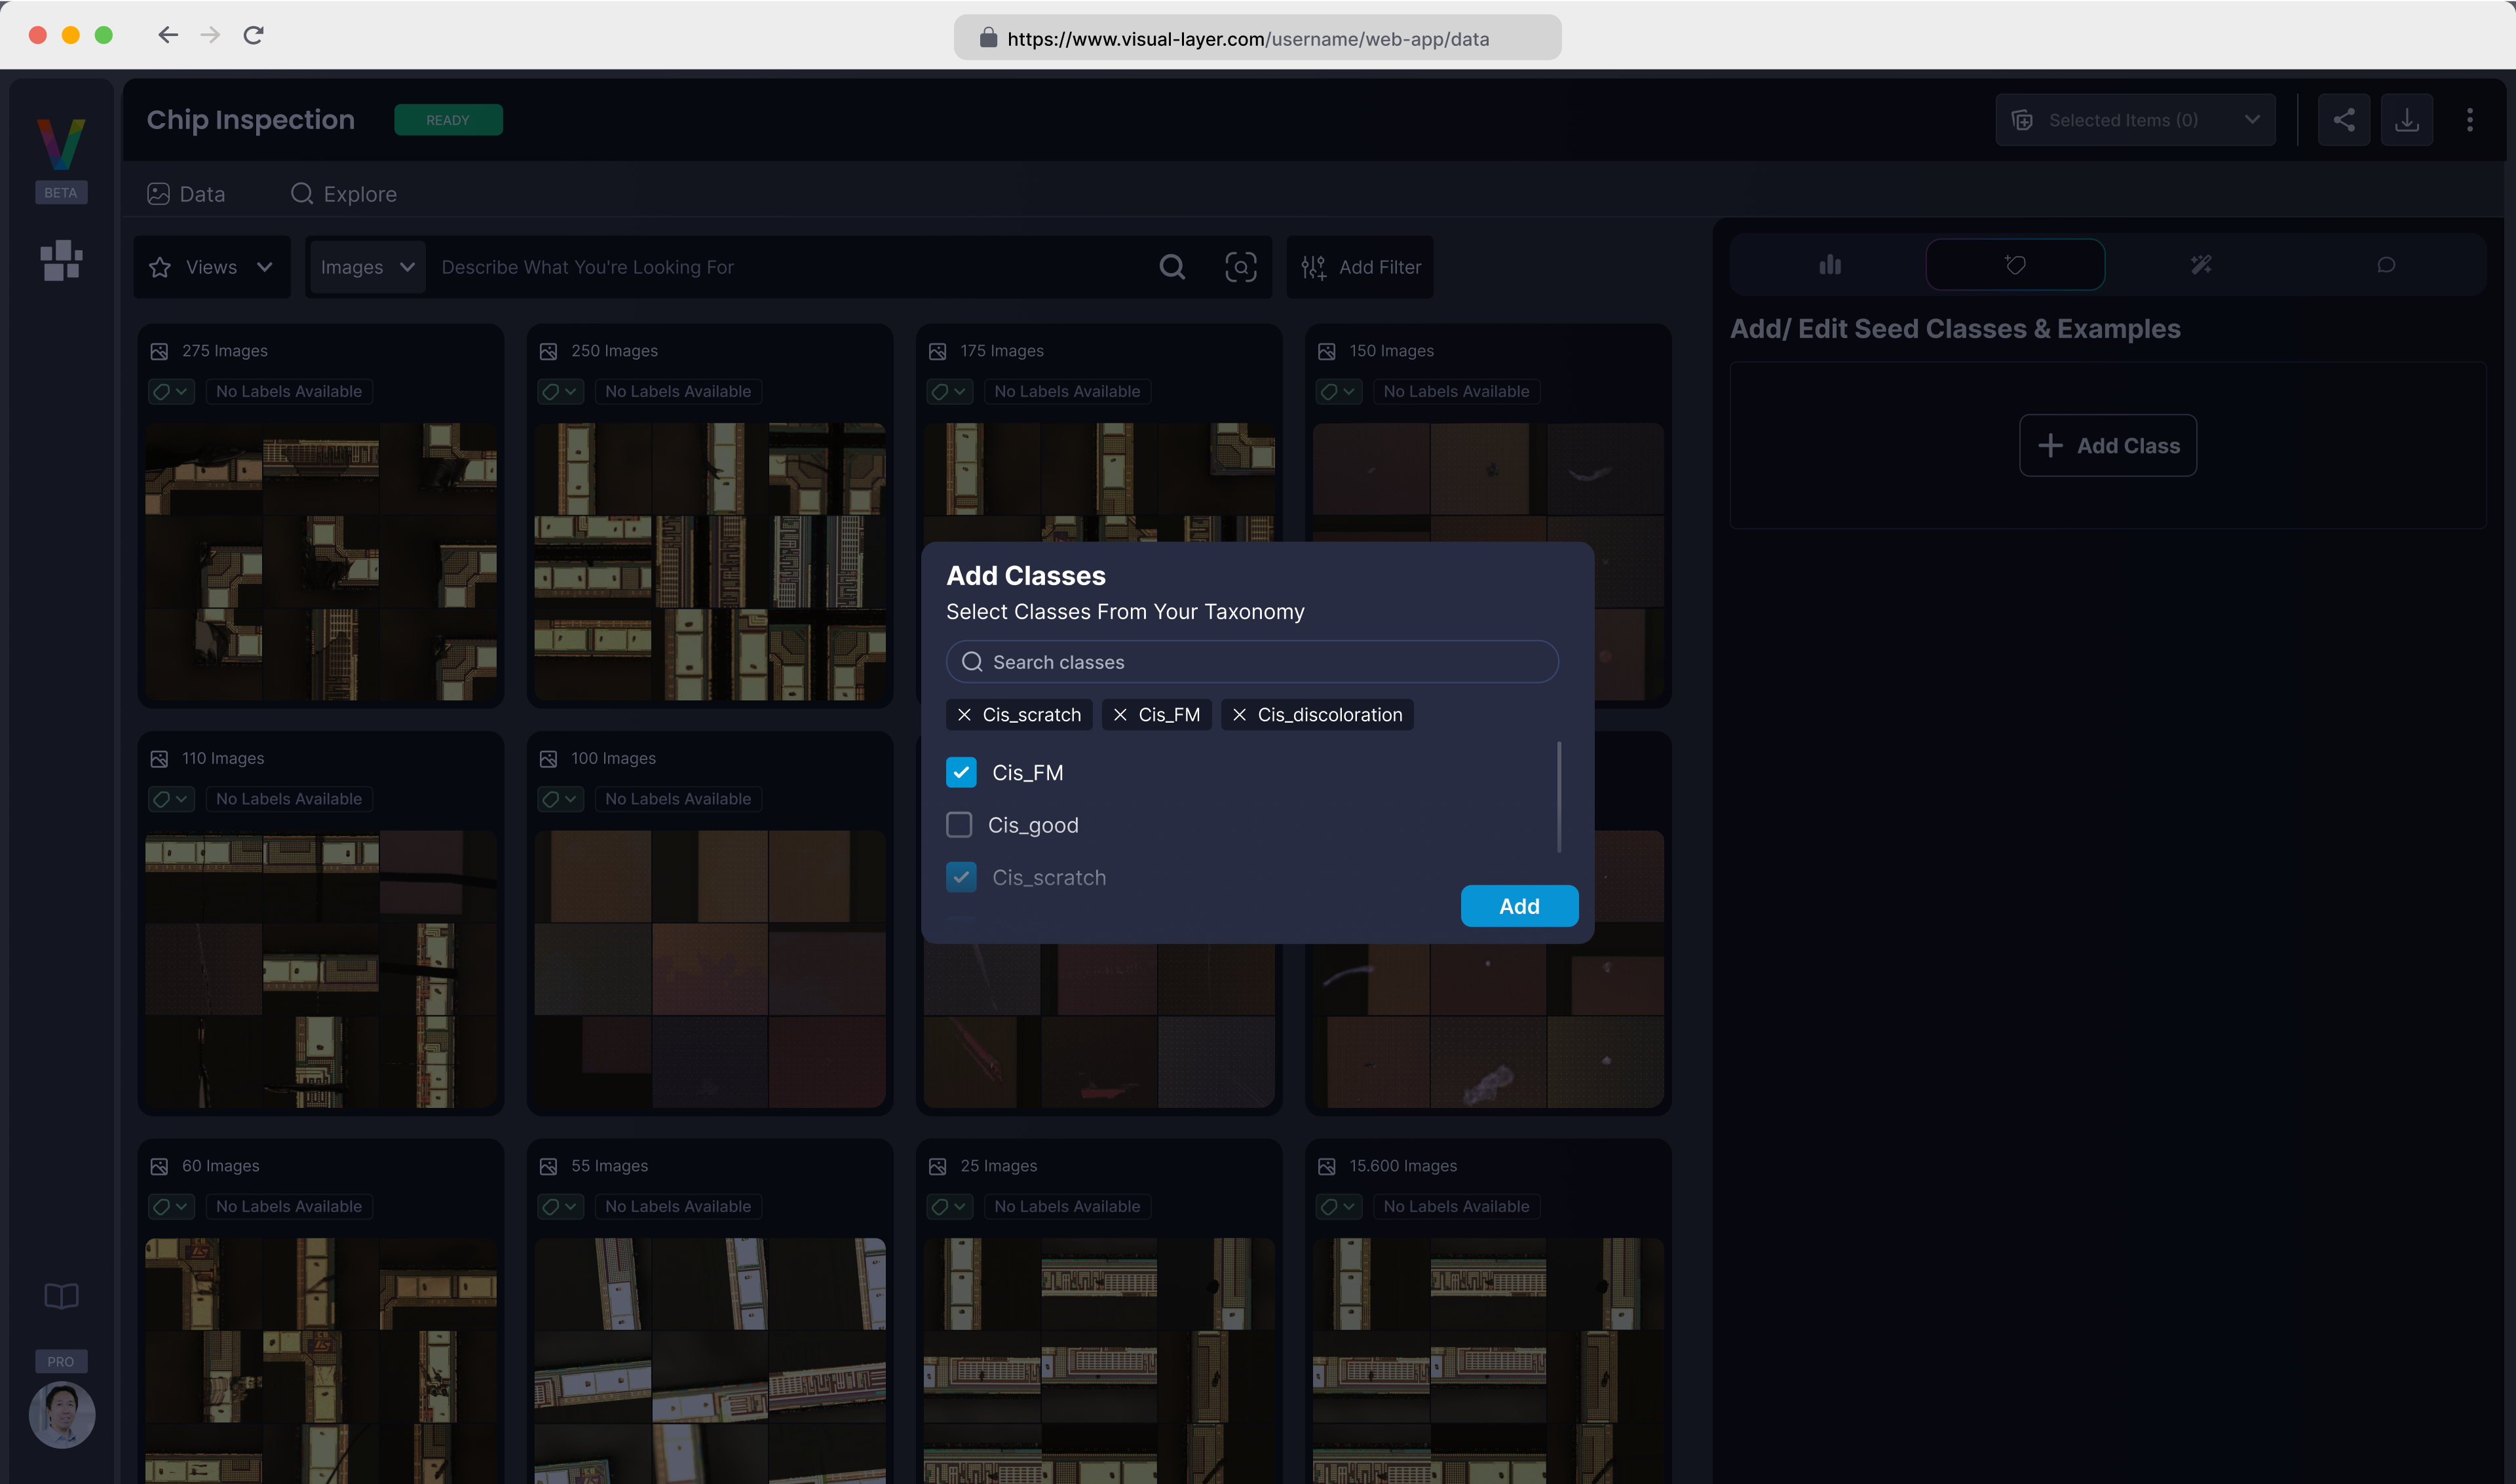 https://www.visual-layer.com/username/web-app/data
BETA
Chip Inspection
READY
Selected Items (0)
Data
Explore
Views
Images
Describe What You're Looking For
Add Filter
Add/ Edit Seed Classes & Examples
Add Class
275 Images
No Labels Available
250 Images
No Labels Available
175 Images
No Labels Available
150 Images
No Labels Available
Add Classes
Select Classes From Your Taxonomy
Search classes
Cis_scratch
Cis_FM
Cis_discoloration
Cis_FM
Cis_good
Cis_scratch
Add
110 Images
No Labels Available
100 Images
No Labels Available
60 Images
No Labels Available
55 Images
No Labels Available
25 Images
No Labels Available
15.600 Images
No Labels Available
PRO